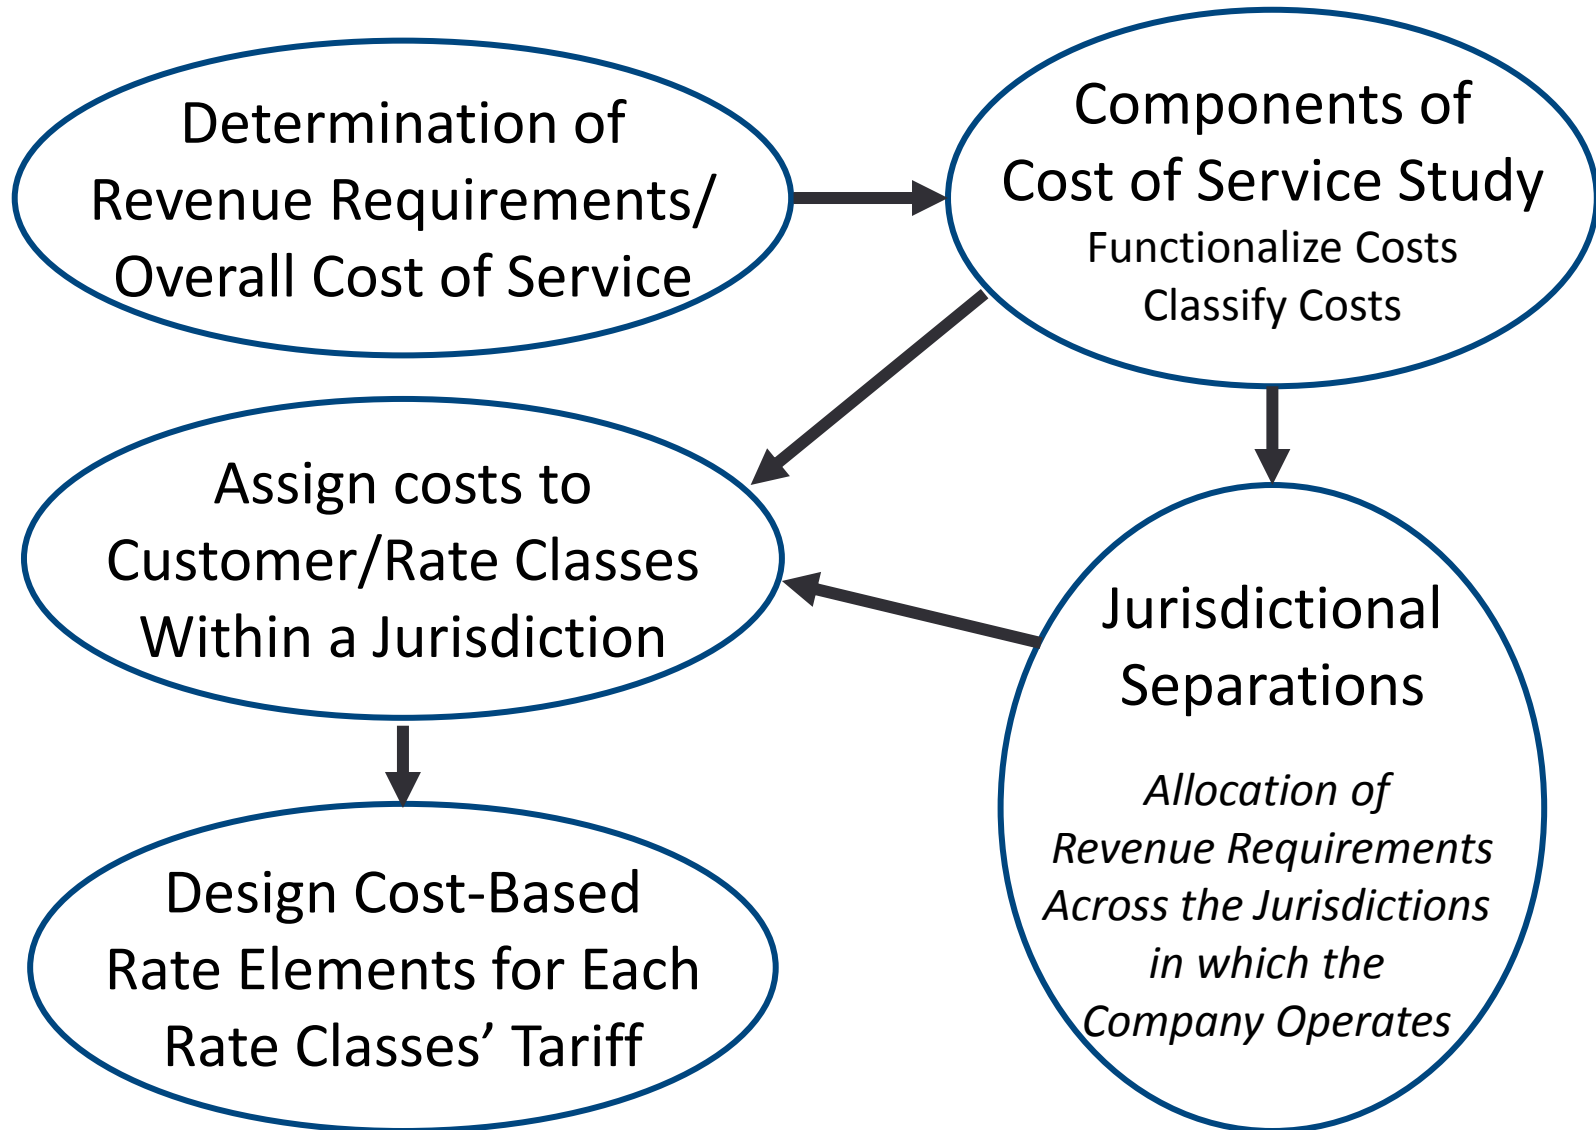 Determination of
Revenue Requirements/
Overall Cost of Service
Components of
Cost of Service Study
Functionalize Costs
Classify Costs
Assign costs to
Customer/Rate Classes
Within a Jurisdiction
Jurisdictional
Separations
Allocation of
Revenue Requirements
Across the Jurisdictions
in which the
Company Operates
Design Cost-Based
Rate Elements for Each
Rate Classes’ Tariff